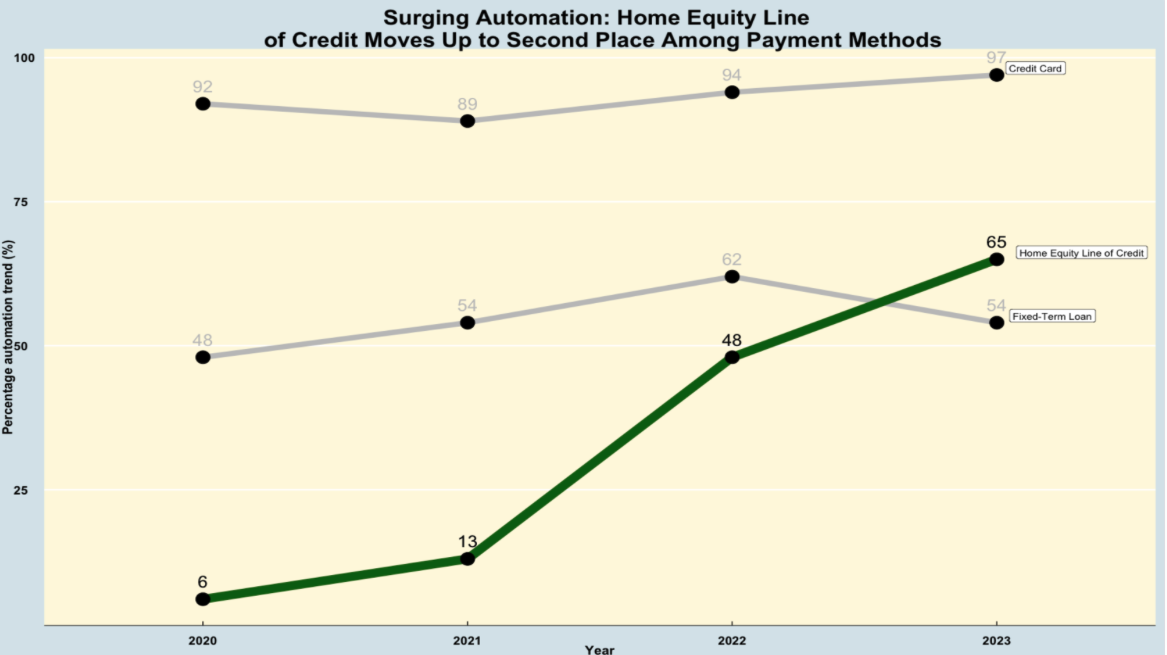 Surging Automation: Home Equity Line
of Credit Moves Up to Second Place Among Payment Methods
Percentage automation trend (%)
100
75
50
25
92
89
94
97
Credit Card
48
54
62
54
Fixed-Term Loan
6
13
48
65
Home Equity Line of Credit
2020
2021
2022
2023
Year